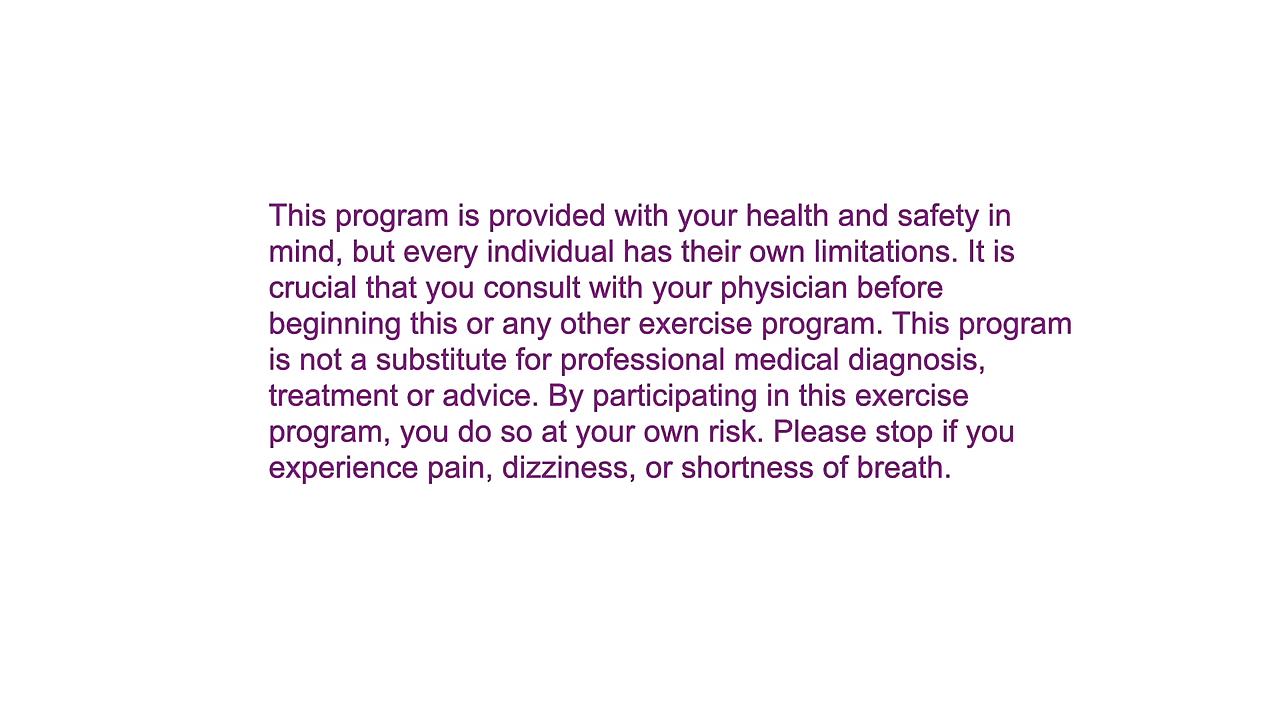 This program is provided with your health and safety in
mind, but every individual has their own limitations. It is
crucial that you consult with your physician before
beginning this or any other exercise program. This program
is not a substitute for professional medical diagnosis,
treatment or advice. By participating in this exercise
program, you do so at your own risk. Please stop if you
experience pain, dizziness, or shortness of breath.